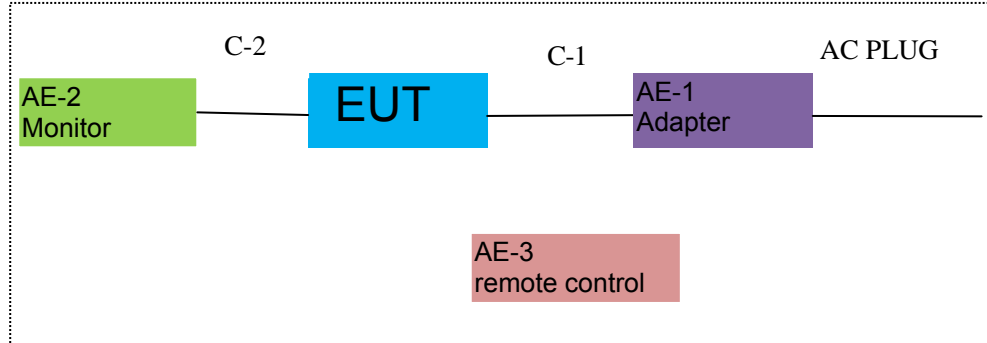 C-2
C-1
AC PLUG
AE-2
Monitor
EUT
AE-1
Adapter
AE-3
remote control